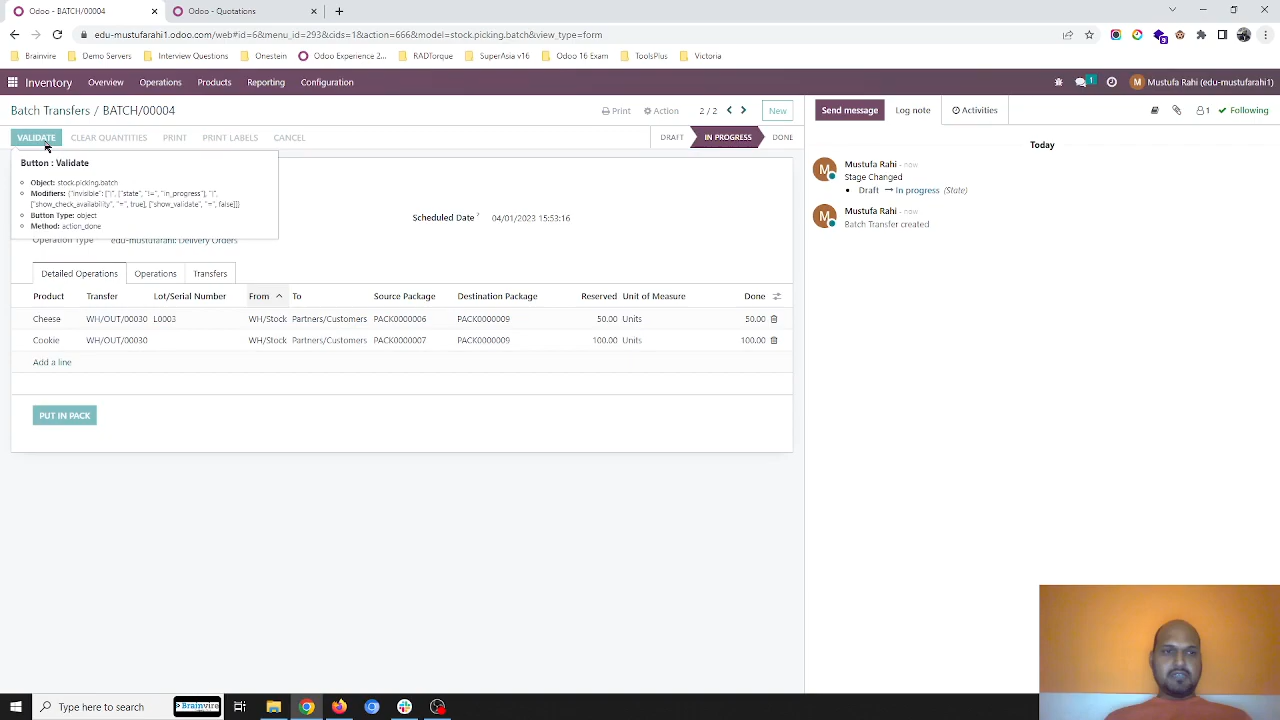 Odoo - BATCH/00004
Odoo - Quotations
edu-mustufarahi1.odoo.com/web#id=6&menu_id=293&cids=1&action=666&model=stock.picking.batch&view_type=form
Brainvire
Demo Servers
Interview Questions
Onestein
Odoo Experience 2...
RADTorque
SuperAsia v16
Odoo 16 Exam
ToolsPlus
Victoria
Inventory Overview Operations Products Reporting Configuration
1
Mustufa Rahi (edu-mustufarahi1)
Batch Transfers / BATCH/00004
Print Action 2 / 2 New
Send message Log note Activities 1 Following
VALIDATE CLEAR QUANTITIES PRINT PRINT LABELS CANCEL
DRAFT IN PROGRESS DONE
Today
Button : Validate
Object: stock.picking.batch
Modifiers: {"invisible": ["|", ["state", "!=", "in_progress"], "|",
["show_check_availability", "=", true], ["show_validate", "=", false]]}
Button Type: object
Method: action_done
Scheduled Date ? 04/01/2023 15:53:16
Operation Type edu-mustufarahi: Delivery Orders
Mustufa Rahi - now
Stage Changed
Draft → In progress (State)
Mustufa Rahi - now
Batch Transfer created
Detailed Operations Operations Transfers
Product Transfer Lot/Serial Number From To Source Package Destination Package Reserved Unit of Measure Done
Cheese WH/OUT/00030 L0003 WH/Stock Partners/Customers PACK0000006 PACK0000009 50.00 Units 50.00
Cookie WH/OUT/00030 WH/Stock Partners/Customers PACK0000007 PACK0000009 100.00 Units 100.00
Add a line
PUT IN PACK
Type here to search
Brainvire